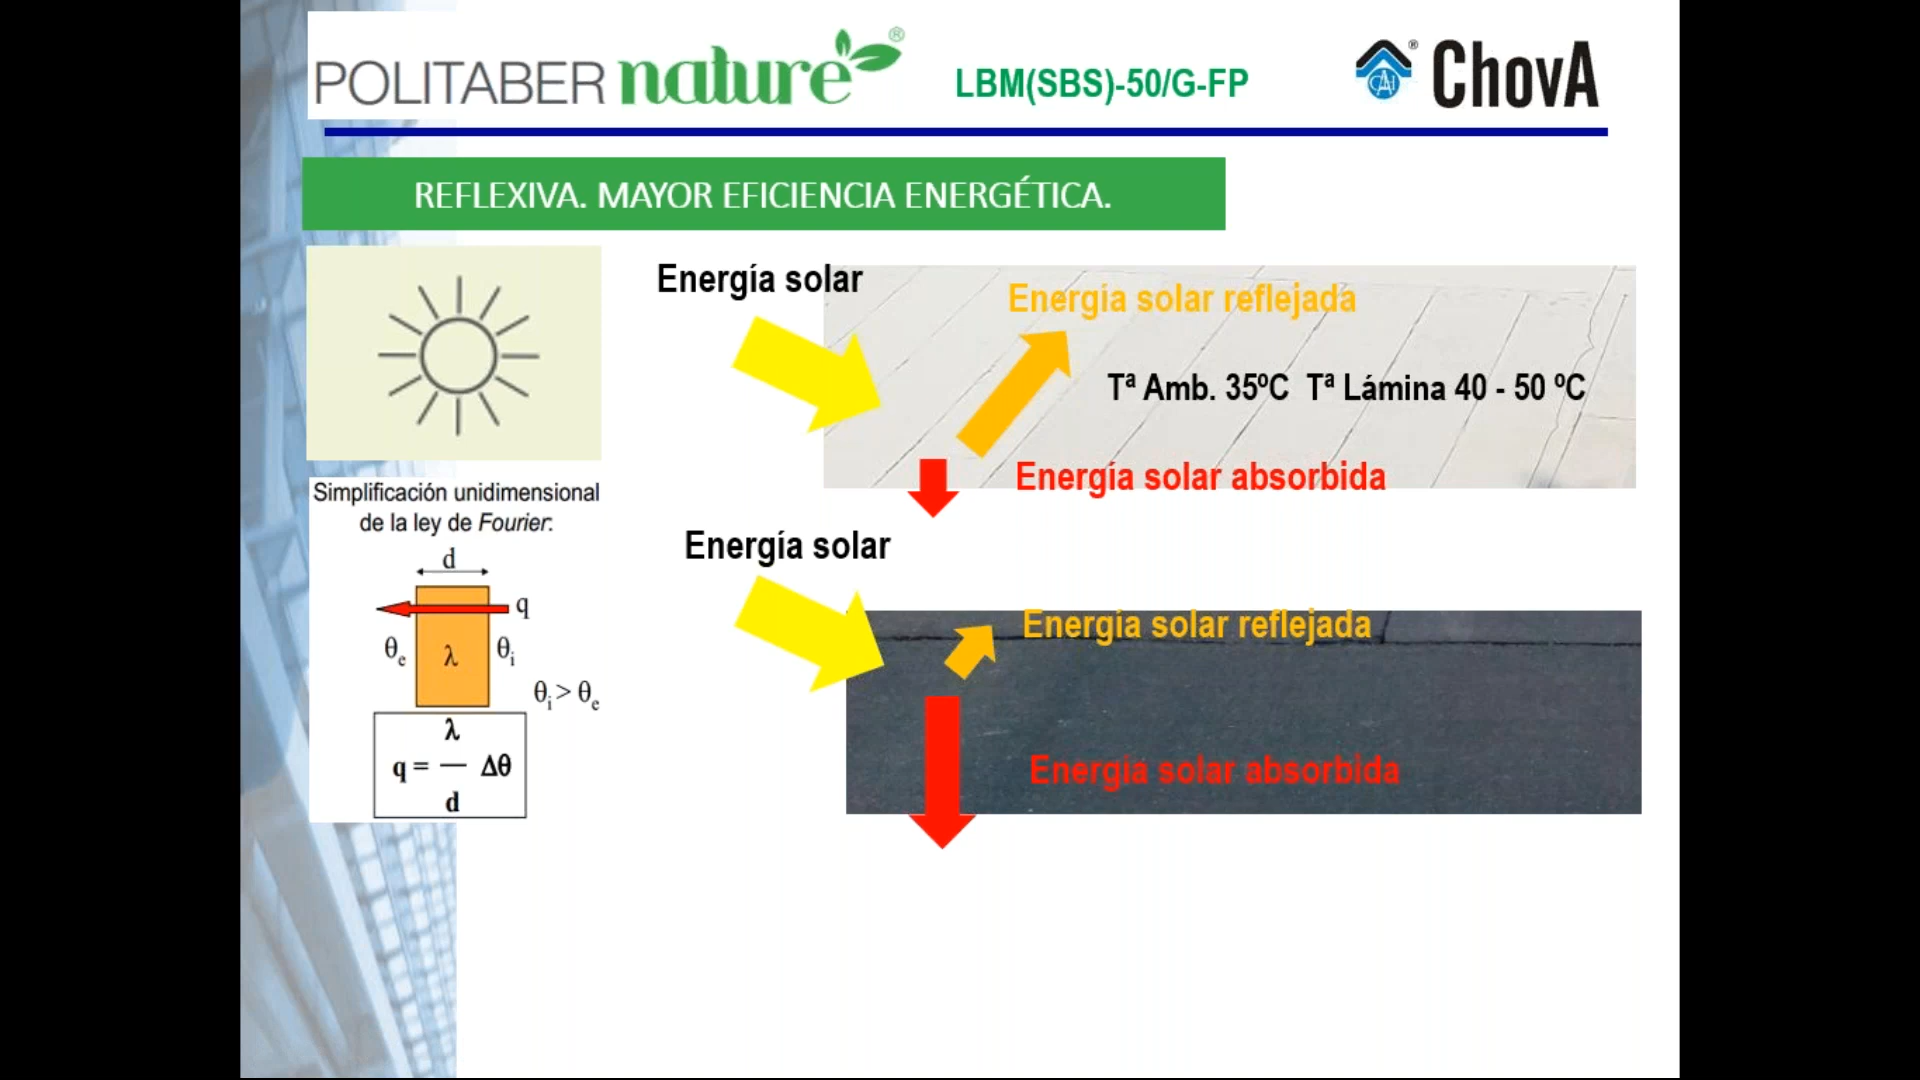 POLITABER nature®
LBM(SBS)-50/G-FP
ChovA
REFLEXIVA. MAYOR EFICIENCIA ENERGÉTICA.
Energía solar
Energía solar reflejada
Tª Amb. 35ºC Tª Lámina 40 - 50 ºC
Energía solar absorbida
Simplificación unidimensional
de la ley de Fourier:
d
q
θe
λ
θi
θi > θe
q = λ/d Δθ
Energía solar
Energía solar reflejada
Energía solar absorbida